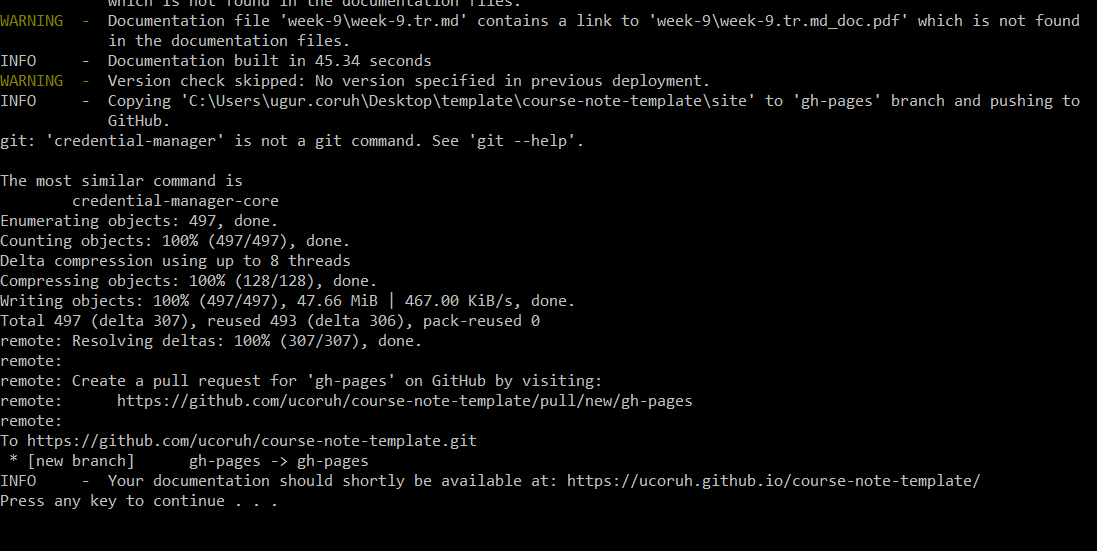 which is not found in the documentation files.
WARNING  -  Documentation file 'week-9\week-9.tr.md' contains a link to 'week-9\week-9.tr.md_doc.pdf' which is not found
            in the documentation files.
INFO     -  Documentation built in 45.34 seconds
WARNING  -  Version check skipped: No version specified in previous deployment.
INFO     -  Copying 'C:\Users\ugur.coruh\Desktop\template\course-note-template\site' to 'gh-pages' branch and pushing to
            GitHub.
git: 'credential-manager' is not a git command. See 'git --help'.

The most similar command is
        credential-manager-core
Enumerating objects: 497, done.
Counting objects: 100% (497/497), done.
Delta compression using up to 8 threads
Compressing objects: 100% (128/128), done.
Writing objects: 100% (497/497), 47.66 MiB | 467.00 KiB/s, done.
Total 497 (delta 307), reused 493 (delta 306), pack-reused 0
remote: Resolving deltas: 100% (307/307), done.
remote:
remote: Create a pull request for 'gh-pages' on GitHub by visiting:
remote:      https://github.com/ucoruh/course-note-template/pull/new/gh-pages
remote:
To https://github.com/ucoruh/course-note-template.git
 * [new branch]      gh-pages -> gh-pages
INFO     -  Your documentation should shortly be available at: https://ucoruh.github.io/course-note-template/
Press any key to continue . . .